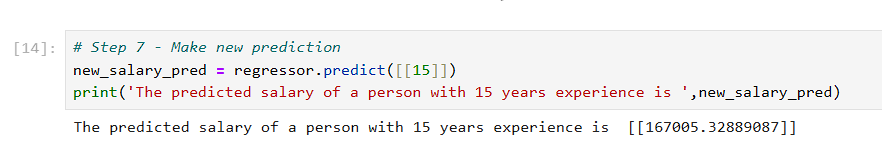 [14]: # Step 7 - Make new prediction
new_salary_pred = regressor.predict([[15]])
print('The predicted salary of a person with 15 years experience is ',new_salary_pred)
The predicted salary of a person with 15 years experience is  [[167005.32889087]]